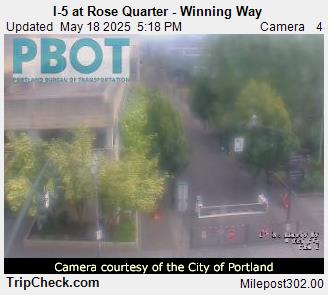 I-5 at Rose Quarter - Winning Way
Updated May 18 2025 5:18 PM Camera 4
PBOT
PORTLAND BUREAU OF TRANSPORTATION
Camera courtesy of the City of Portland
TripCheck.com Milepost302.00